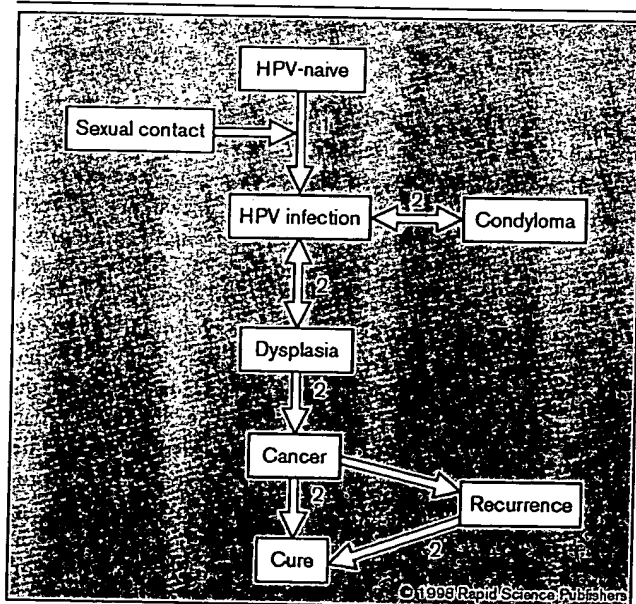 HPV-naive
1
Sexual contact
HPV infection
2
Condyloma
2
Dysplasia
2
Cancer
2
Recurrence
2
Cure
© 1998 Rapid Science Publishers